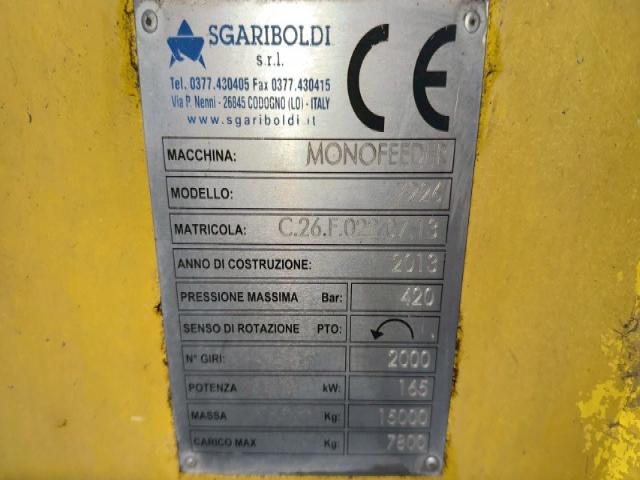 SGARIBOLDI
s.r.l.
Tel. 0377.430405 Fax 0377.430415
Via P. Nenni - 26845 CODOGNO (LO) - ITALY
www.sgariboldi.it
CE
MACCHINA: MONOFEEDER
MODELLO:
MATRICOLA:
ANNO DI COSTRUZIONE: 2013
PRESSIONE MASSIMA Bar: 420
SENSO DI ROTAZIONE PTO:
N° GIRI: 2000
POTENZA kW: 165
MASSA Kg: 15000
CARICO MAX Kg: 7800